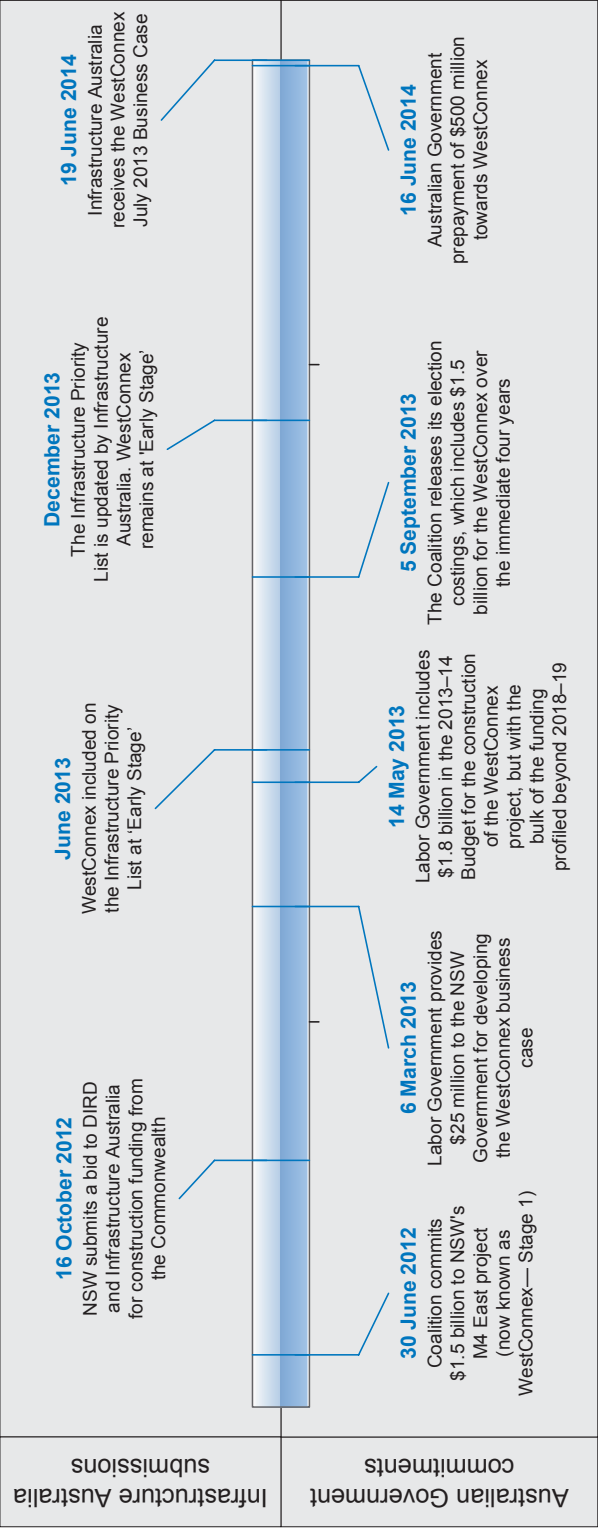 Infrastructure Australia
submissions
16 October 2012
NSW submits a bid to DIRD
and Infrastructure Australia
for construction funding from
the Commonwealth
June 2013
WestConnex included on
the Infrastructure Priority
List at 'Early Stage’
December 2013
The Infrastructure Priority
List is updated by Infrastructure
Australia. WestConnex
remains at 'Early Stage’
19 June 2014
Infrastructure Australia
receives the WestConnex
July 2013 Business Case
Australian Government
commitments
30 June 2012
Coalition commits
$1.5 billion to NSW's
M4 East project
(now known as
WestConnex— Stage 1)
6 March 2013
Labor Government provides
$25 million to the NSW
Government for developing
the WestConnex business
case
14 May 2013
Labor Government includes
$1.8 billion in the 2013–14
Budget for the construction
of the WestConnex
project, but with the
bulk of the funding
profiled beyond 2018–19
5 September 2013
The Coalition releases its election
costings, which includes $1.5
billion for the WestConnex over
the immediate four years
16 June 2014
Australian Government
prepayment of $500 million
towards WestConnex